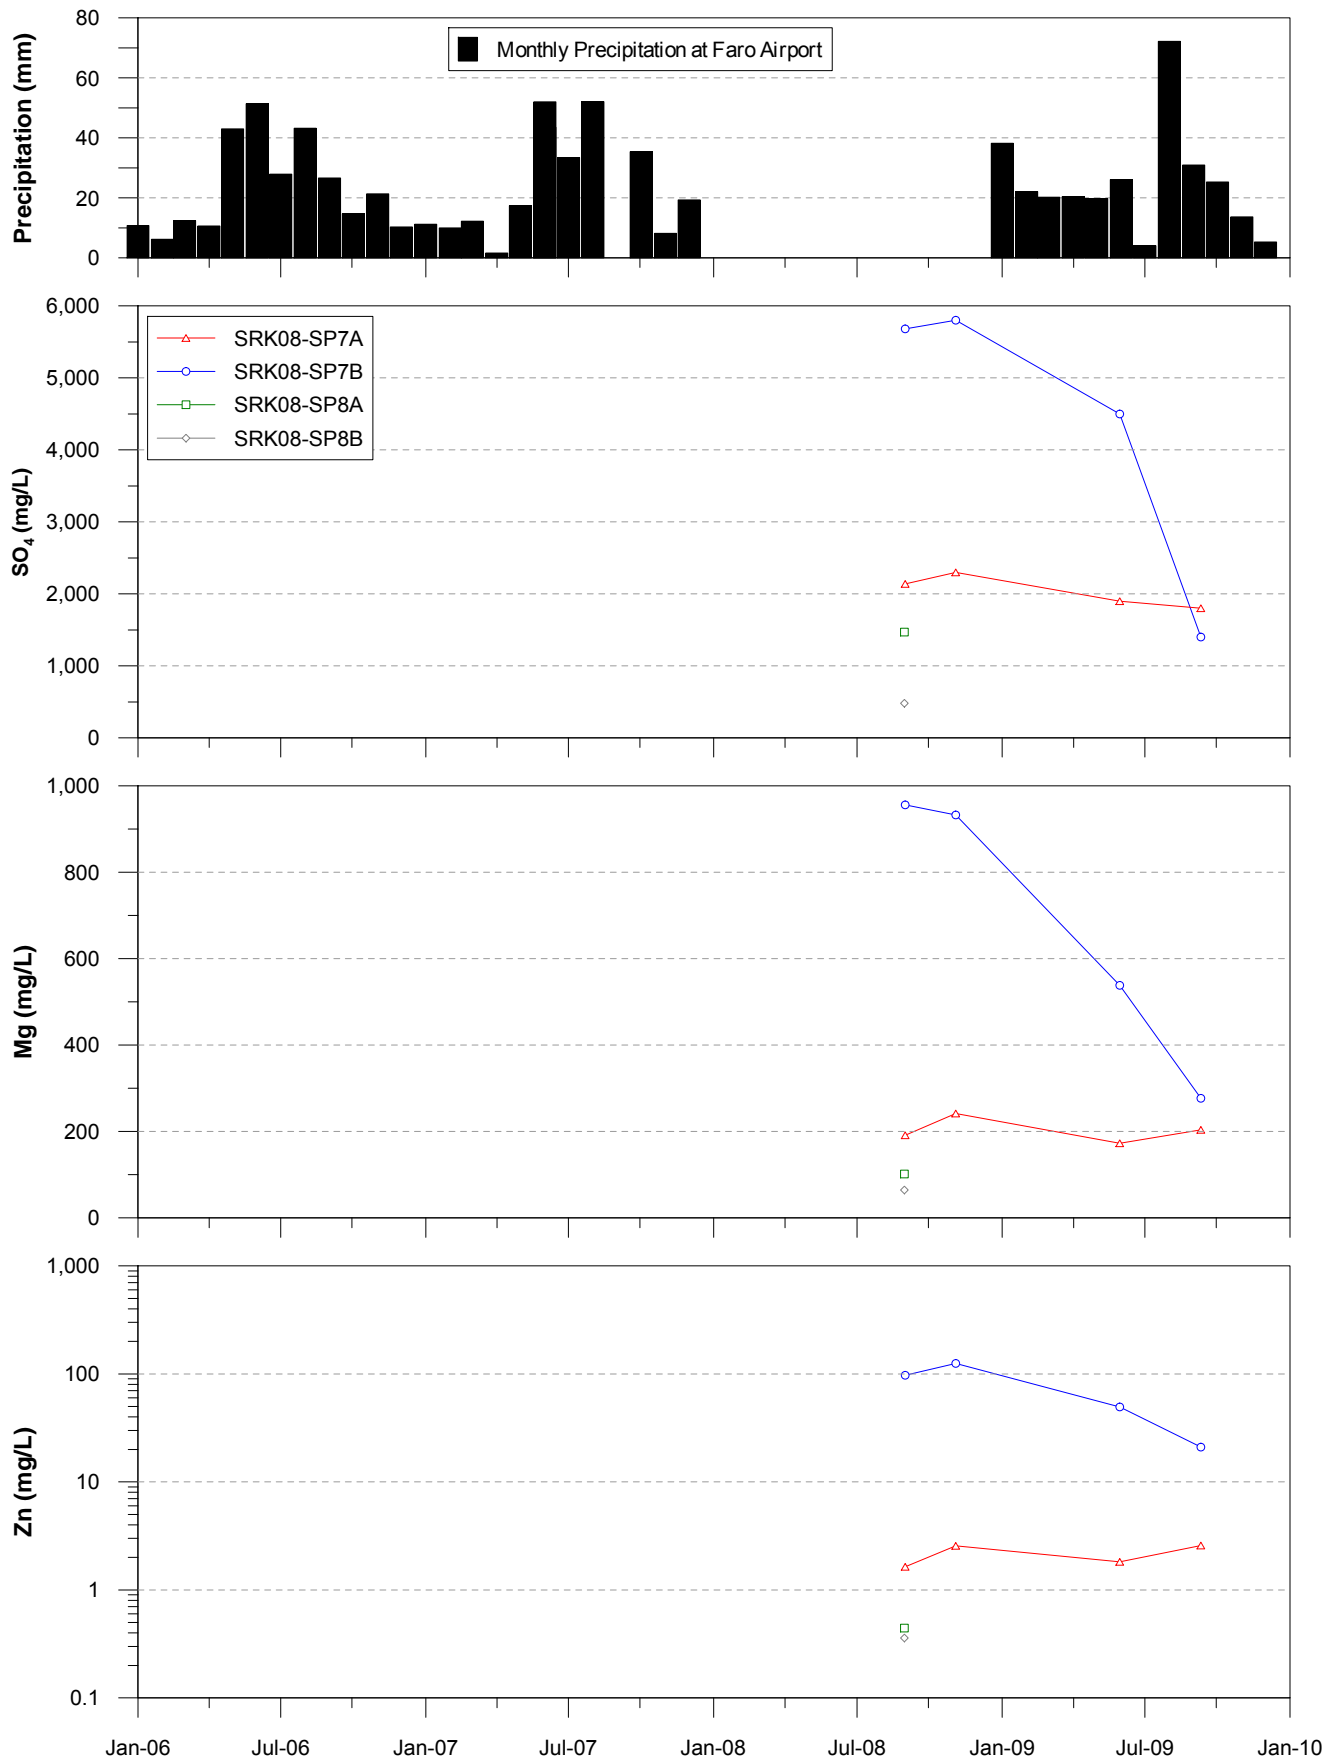 Precipitation (mm)
80
60
40
20
0
Monthly Precipitation at Faro Airport
SO4 (mg/L)
6,000
5,000
4,000
3,000
2,000
1,000
0
SRK08-SP7A
SRK08-SP7B
SRK08-SP8A
SRK08-SP8B
Mg (mg/L)
1,000
800
600
400
200
0
Zn (mg/L)
1,000
100
10
1
0.1
Jan-06 Jul-06 Jan-07 Jul-07 Jan-08 Jul-08 Jan-09 Jul-09 Jan-10